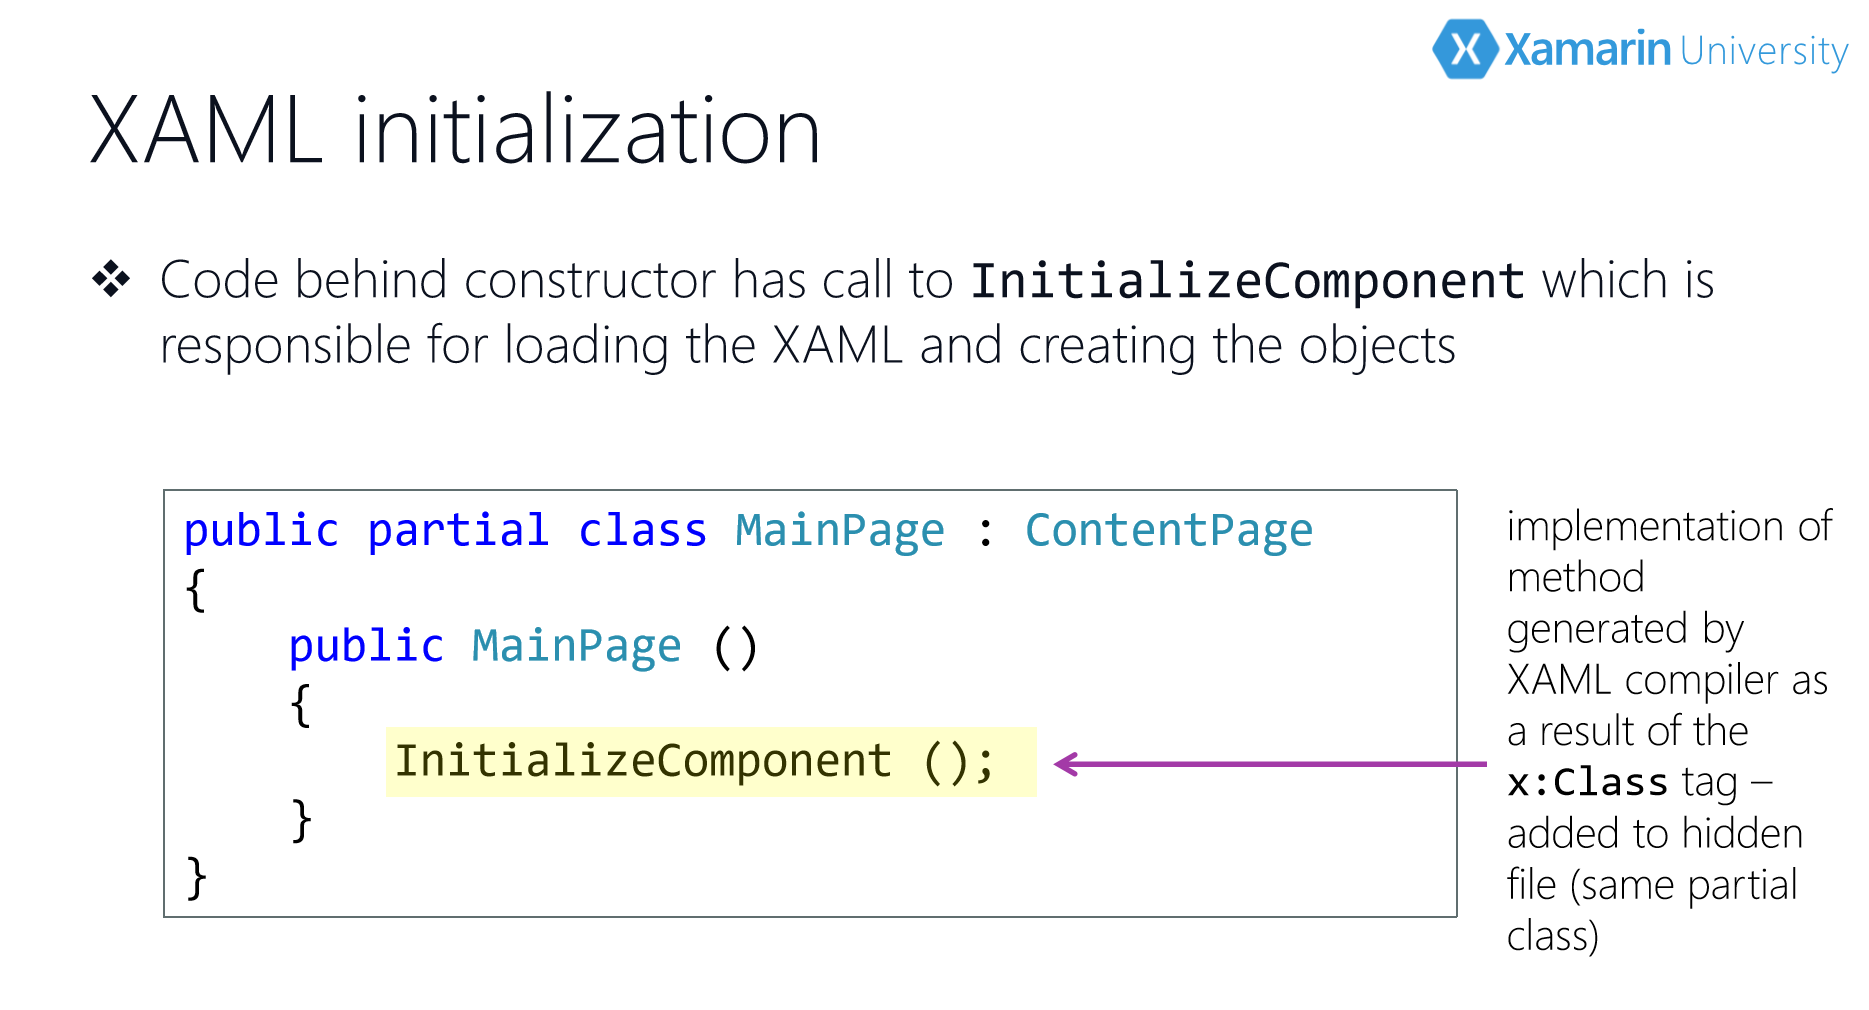 Xamarin University
XAML initialization
❖ Code behind constructor has call to InitializeComponent which is
responsible for loading the XAML and creating the objects
public partial class MainPage : ContentPage
{
    public MainPage ()
    {
        InitializeComponent ();
    }
}
implementation of
method
generated by
XAML compiler as
a result of the
x:Class tag –
added to hidden
file (same partial
class)